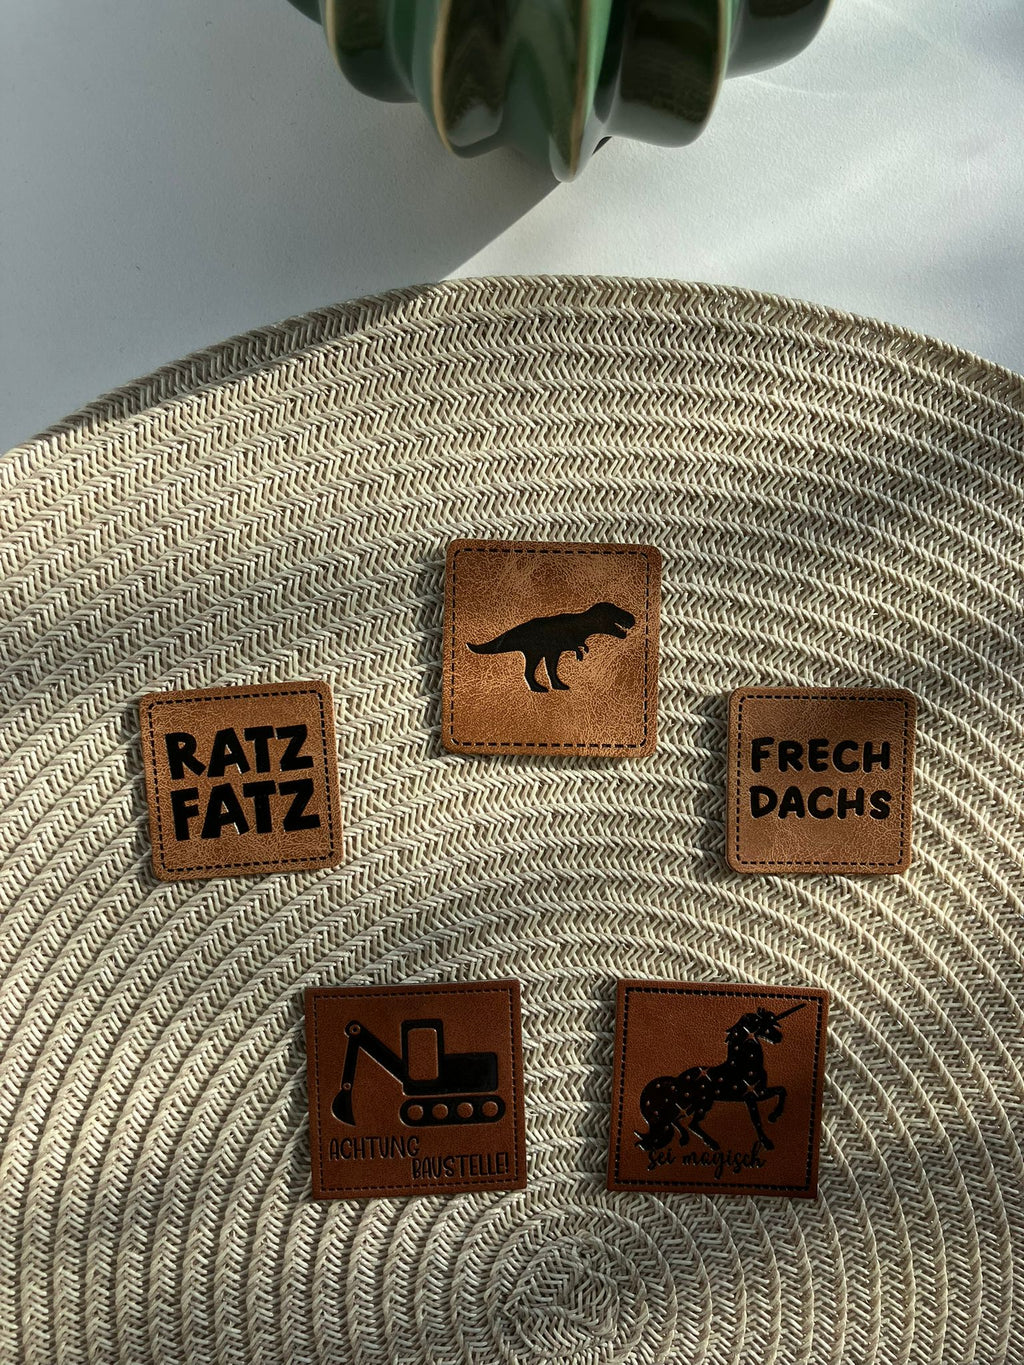 RATZ
FATZ
FRECH
DACHS
ACHTUNG
BAUSTELLE!
sei magisch